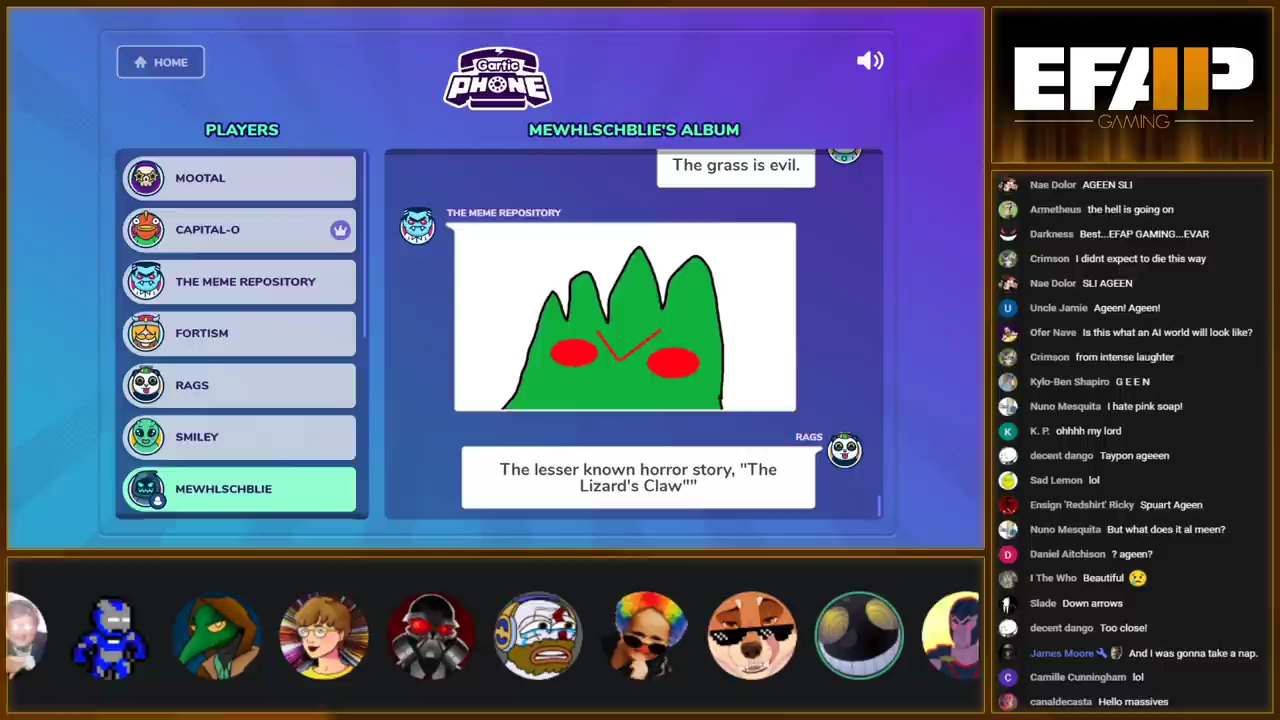 HOME
Gartic
PHONE
PLAYERS
MOOTAL
CAPITAL-O
THE MEME REPOSITORY
FORTISM
RAGS
SMILEY
MEWHLSCHBLIE
MEWHLSCHBLIE'S ALBUM
The grass is evil.
THE MEME REPOSITORY
RAGS
The lesser known horror story, "The
Lizard's Claw""
EFAP
GAMING
Nae Dolor AGEEN SLI
Armetheus the hell is going on
Darkness Best...EFAP GAMING...EVAR
Crimson I didnt expect to die this way
Nae Dolor SLI AGEEN
U Uncle Jamie Ageen! Ageen!
Ofer Nave Is this what an AI world will look like?
Crimson from intense laughter
Kylo-Ben Shapiro G E E N
Nuno Mesquita I hate pink soap!
K K. P. ohhhh my lord
decent dango Taypon ageeen
Sad Lemon lol
Ensign 'Redshirt' Ricky Spuart Ageen
Nuno Mesquita But what does it al meen?
D Daniel Aitchison ? ageen?
I The Who Beautiful 😢
Slade Down arrows
decent dango Too close!
James Moore And I was gonna take a nap.
C Camille Cunningham lol
canaldecasta Hello massives